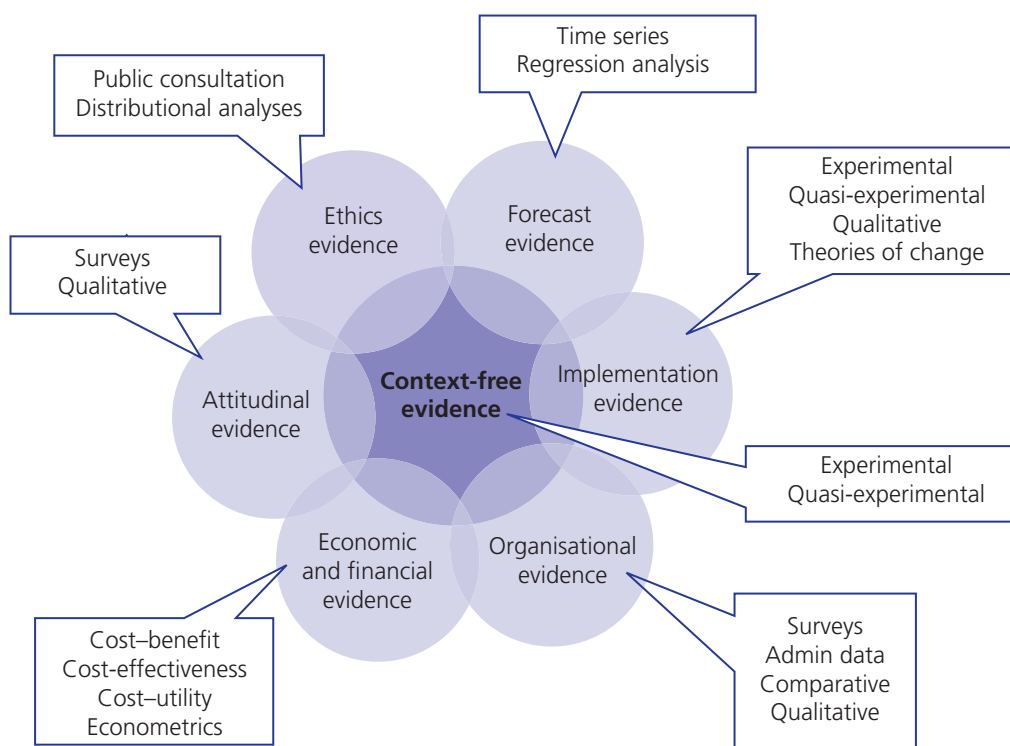 Time series
Regression analysis
Public consultation
Distributional analyses
Experimental
Quasi-experimental
Qualitative
Theories of change
Ethics
evidence
Forecast
evidence
Surveys
Qualitative
Context-free
evidence
Implementation
evidence
Attitudinal
evidence
Experimental
Quasi-experimental
Economic
and financial
evidence
Organisational
evidence
Cost–benefit
Cost-effectiveness
Cost–utility
Econometrics
Surveys
Admin data
Comparative
Qualitative